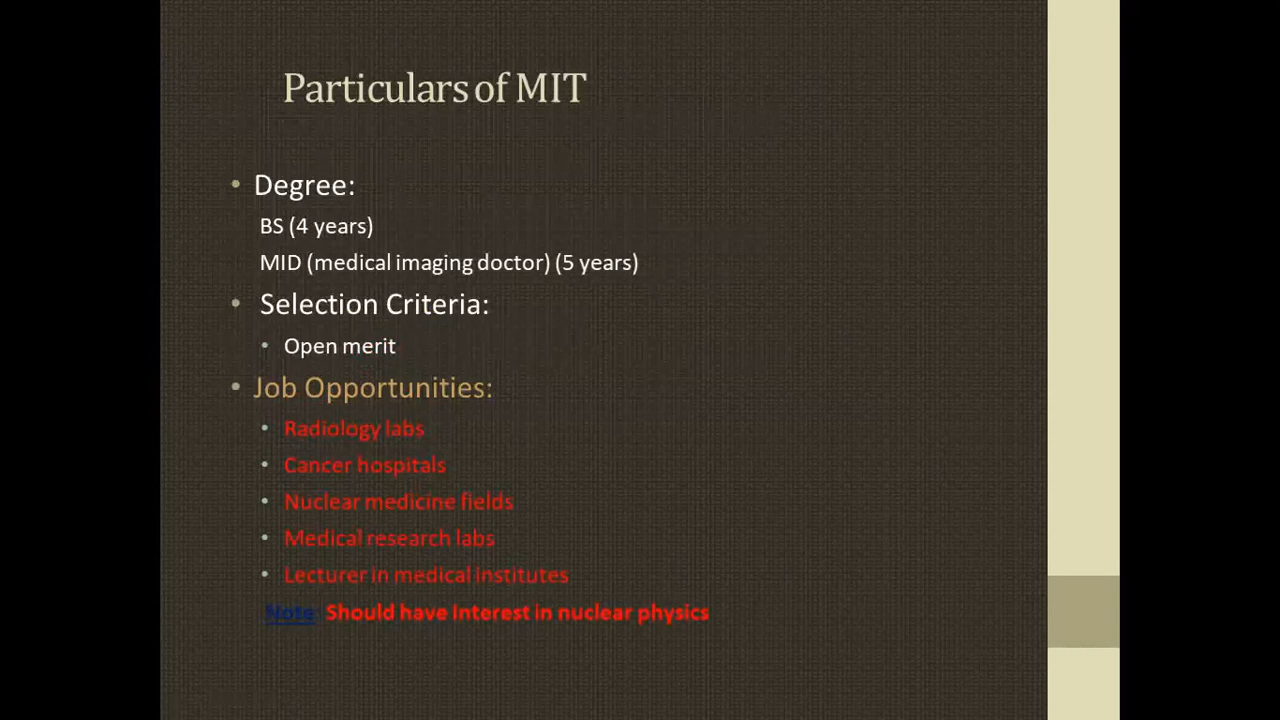 Particulars of MIT
• Degree:
BS (4 years)
MID (medical imaging doctor) (5 years)
• Selection Criteria:
• Open merit
• Job Opportunities:
• Radiology labs
• Cancer hospitals
• Nuclear medicine fields
• Medical research labs
• Lecturer in medical institutes
Note: Should have Interest in nuclear physics